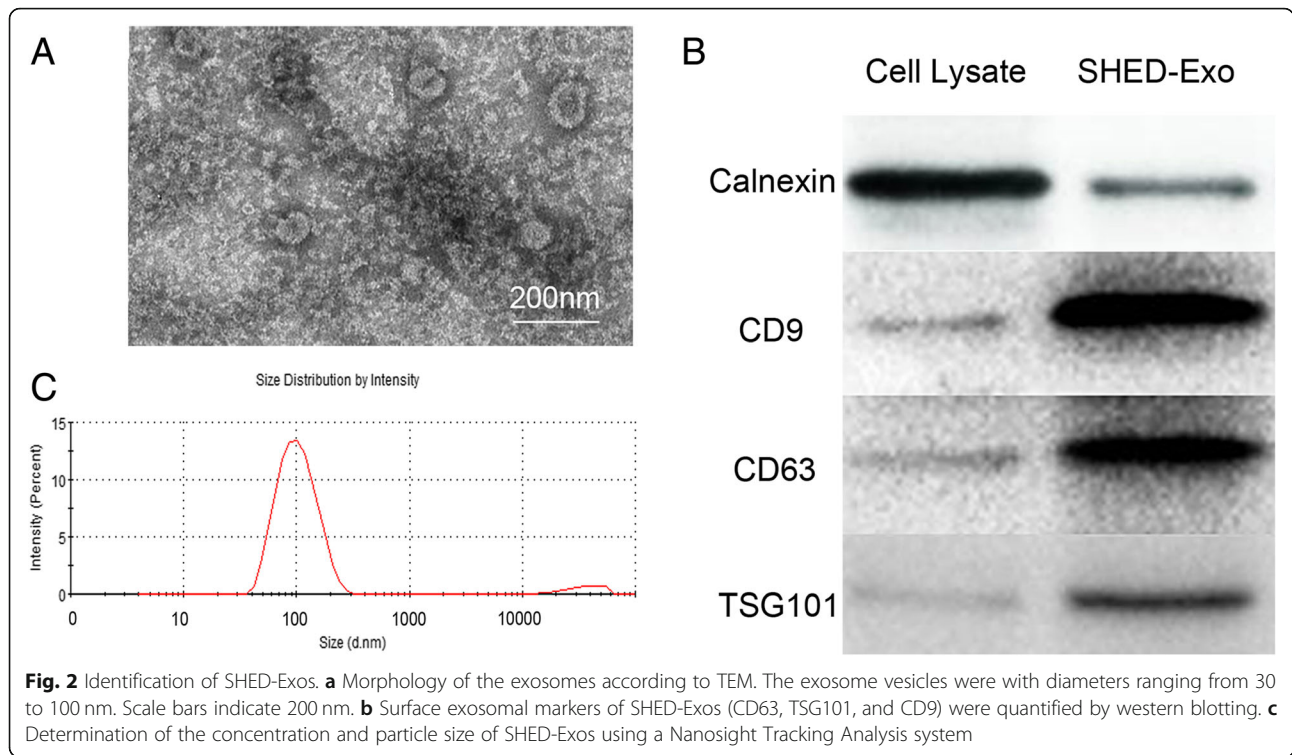 A
200nm
B
Cell Lysate SHED-Exo
Calnexin
CD9
CD63
TSG101
C
Size Distribution by Intensity
Intensity (Percent)
15
10
5
0
0 10 100 1000 10000
Size (d.nm)
Fig. 2 Identification of SHED-Exos. a Morphology of the exosomes according to TEM. The exosome vesicles were with diameters ranging from 30
to 100 nm. Scale bars indicate 200 nm. b Surface exosomal markers of SHED-Exos (CD63, TSG101, and CD9) were quantified by western blotting. c
Determination of the concentration and particle size of SHED-Exos using a Nanosight Tracking Analysis system